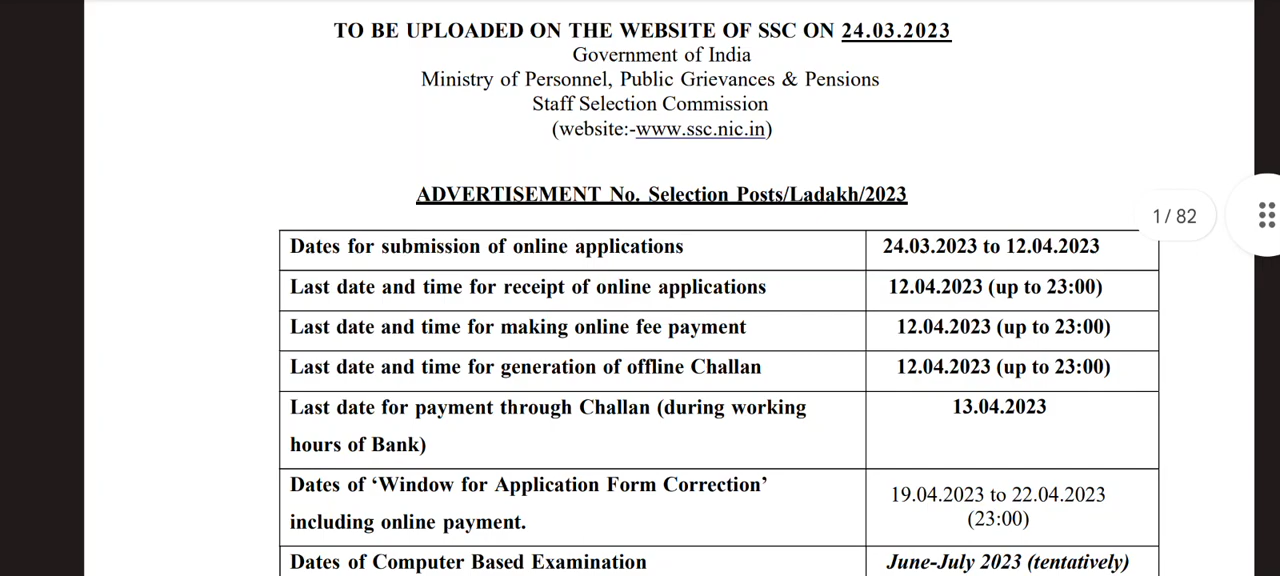 TO BE UPLOADED ON THE WEBSITE OF SSC ON 24.03.2023
Government of India
Ministry of Personnel, Public Grievances & Pensions
Staff Selection Commission
(website:-www.ssc.nic.in)
ADVERTISEMENT No. Selection Posts/Ladakh/2023
1 / 82
Dates for submission of online applications 24.03.2023 to 12.04.2023
Last date and time for receipt of online applications 12.04.2023 (up to 23:00)
Last date and time for making online fee payment 12.04.2023 (up to 23:00)
Last date and time for generation of offline Challan 12.04.2023 (up to 23:00)
Last date for payment through Challan (during working 13.04.2023
hours of Bank)
Dates of ‘Window for Application Form Correction’ 19.04.2023 to 22.04.2023
including online payment. (23:00)
Dates of Computer Based Examination June-July 2023 (tentatively)